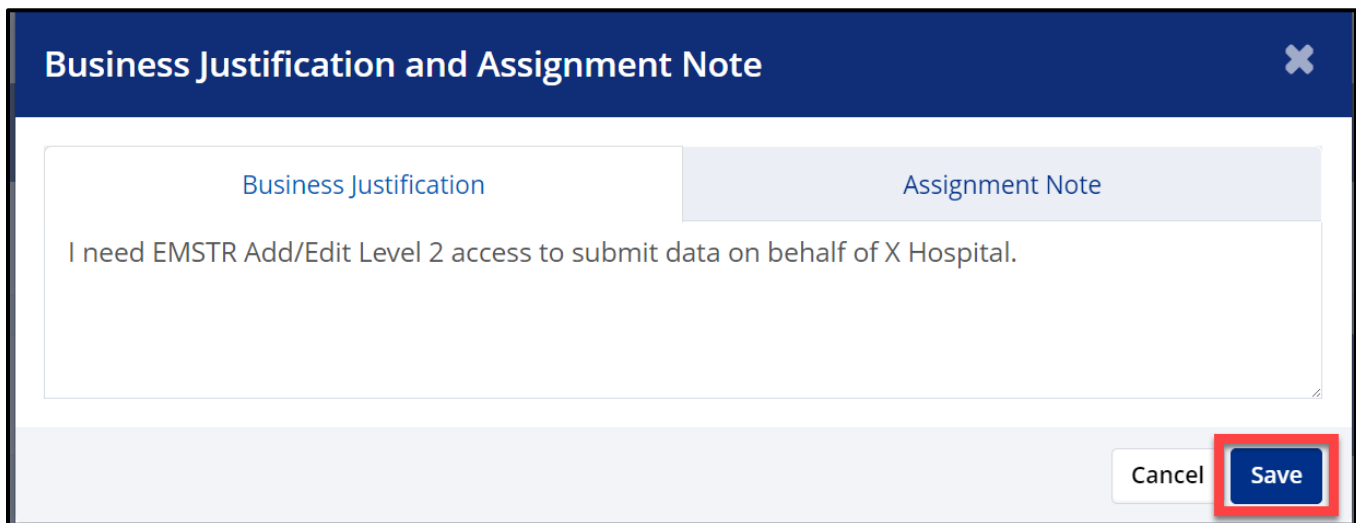 Business Justification and Assignment Note
Business Justification
Assignment Note
I need EMSTR Add/Edit Level 2 access to submit data on behalf of X Hospital.
Cancel
Save